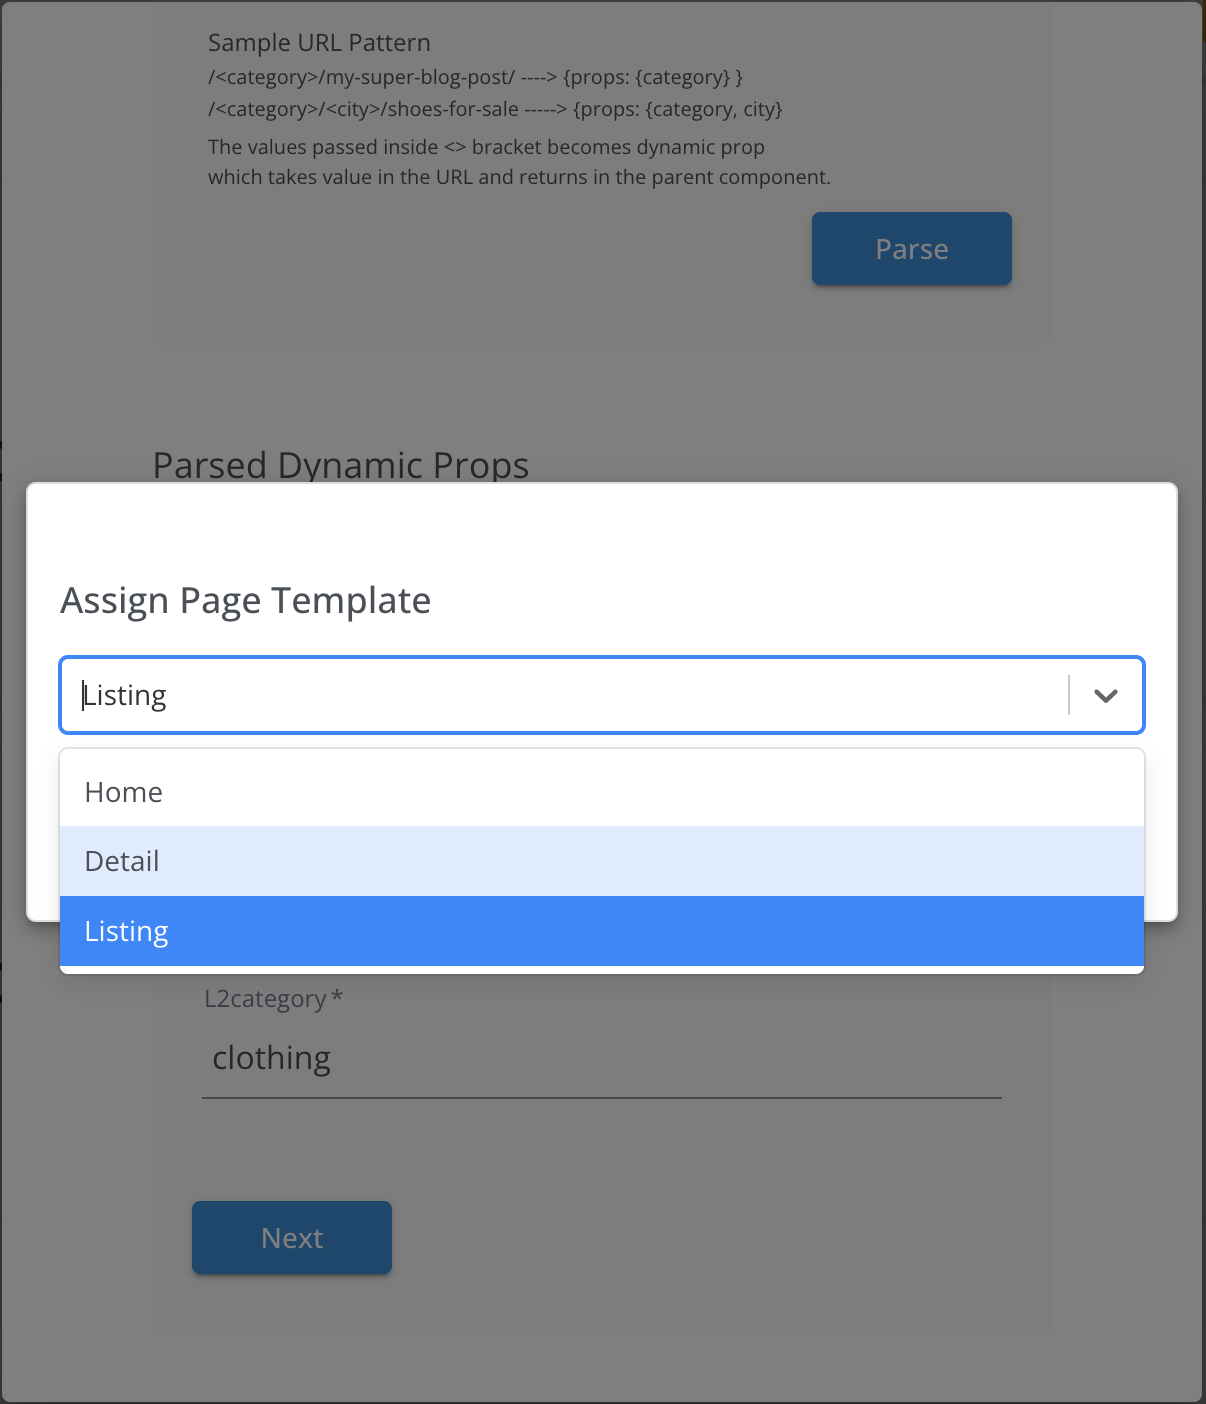 Sample URL Pattern
/<category>/my-super-blog-post/ ----> {props: {category} }
/<category>/<city>/shoes-for-sale -----> {props: {category, city}
The values passed inside <> bracket becomes dynamic prop
which takes value in the URL and returns in the parent component.
Parse
Parsed Dynamic Props
Assign Page Template
Listing
Home
Detail
Listing
L2category *
clothing
Next